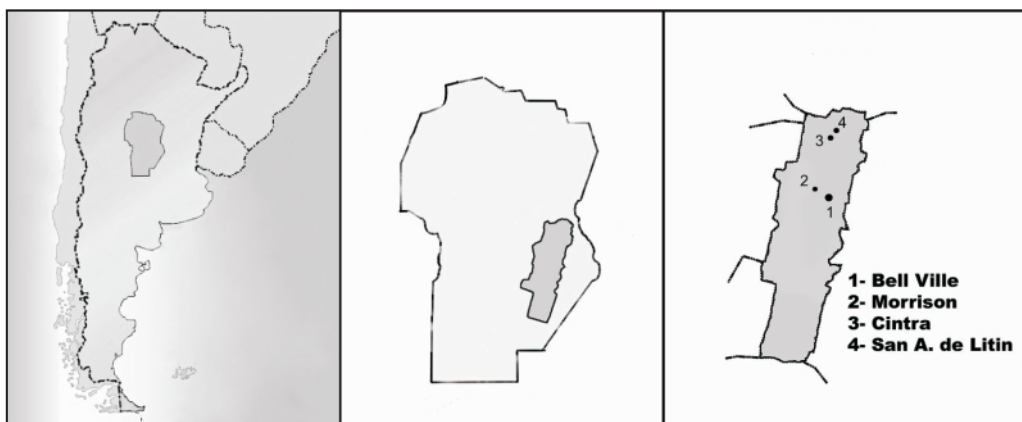 4
3
2
1
1- Bell Ville
2- Morrison
3- Cintra
4- San A. de Litin